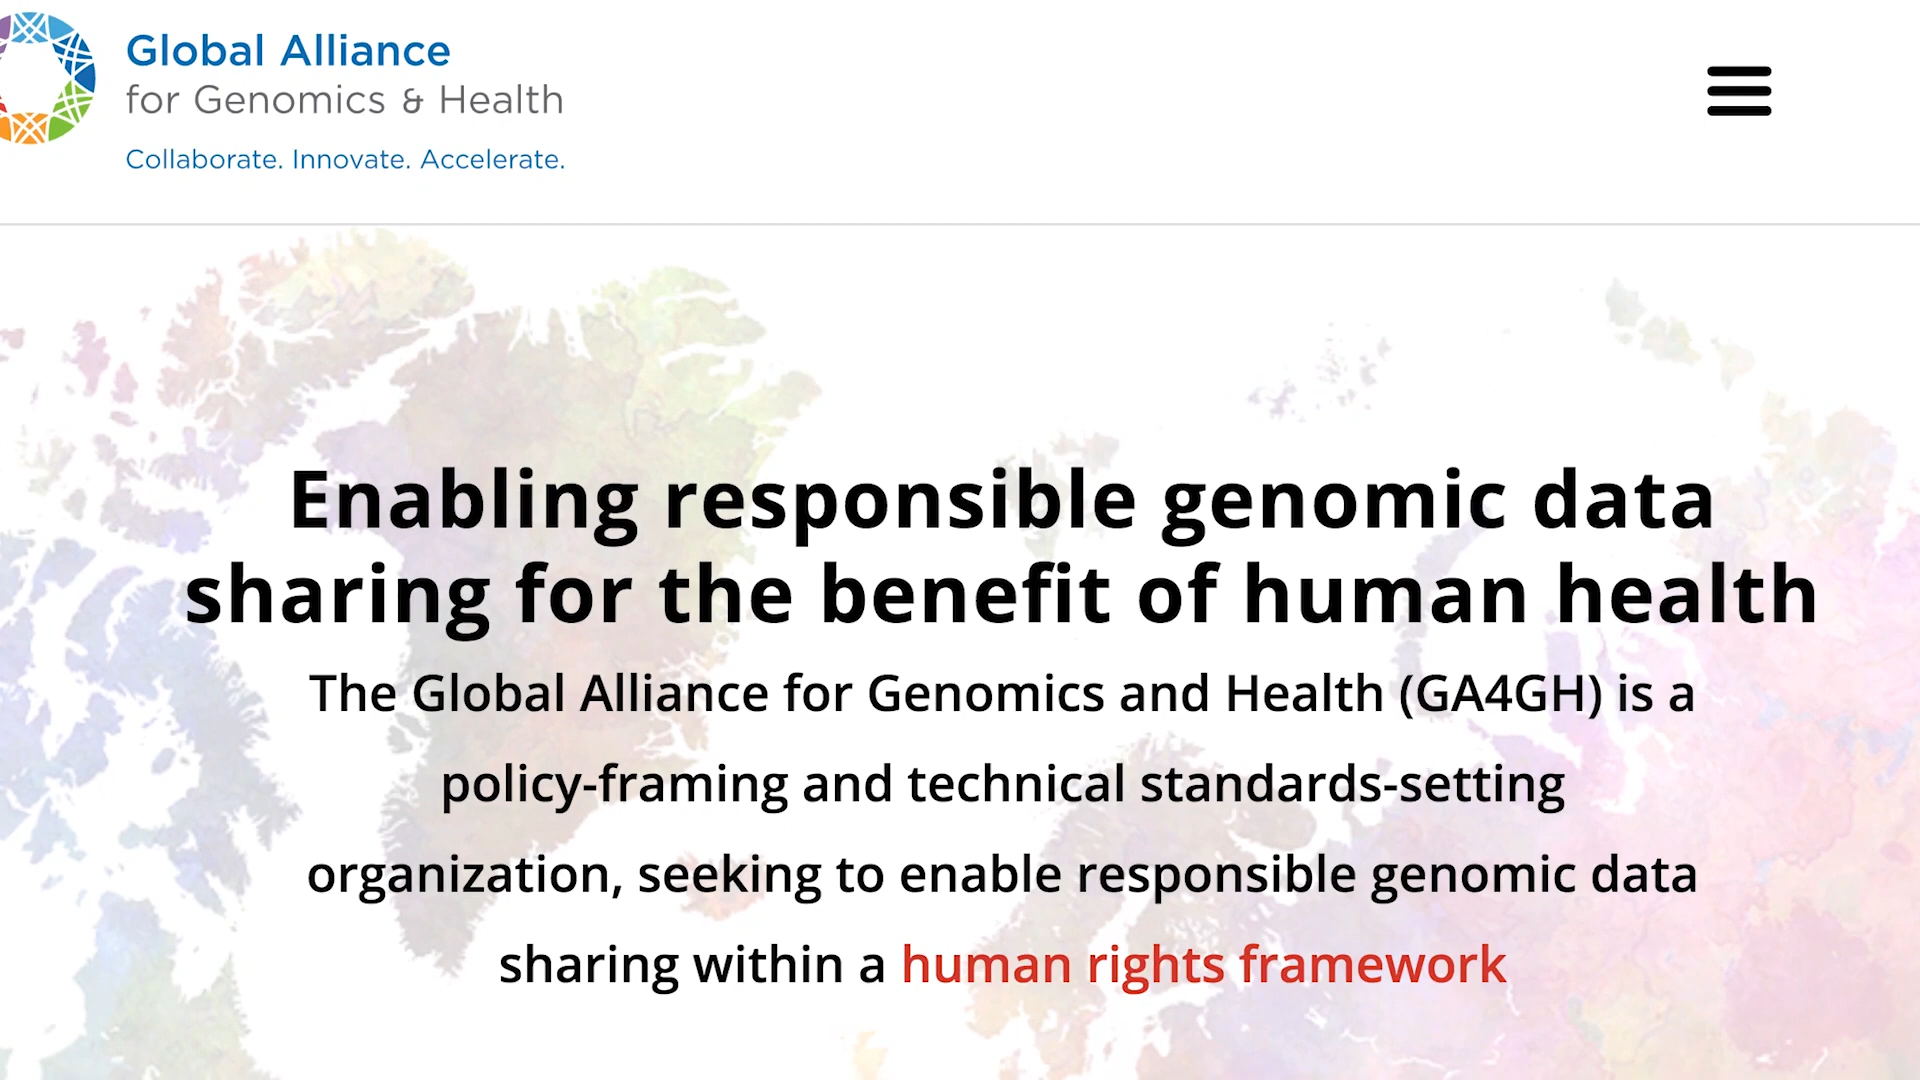 Global Alliance
for Genomics & Health
Collaborate. Innovate. Accelerate.
Enabling responsible genomic data
sharing for the benefit of human health
The Global Alliance for Genomics and Health (GA4GH) is a
policy-framing and technical standards-setting
organization, seeking to enable responsible genomic data
sharing within a human rights framework